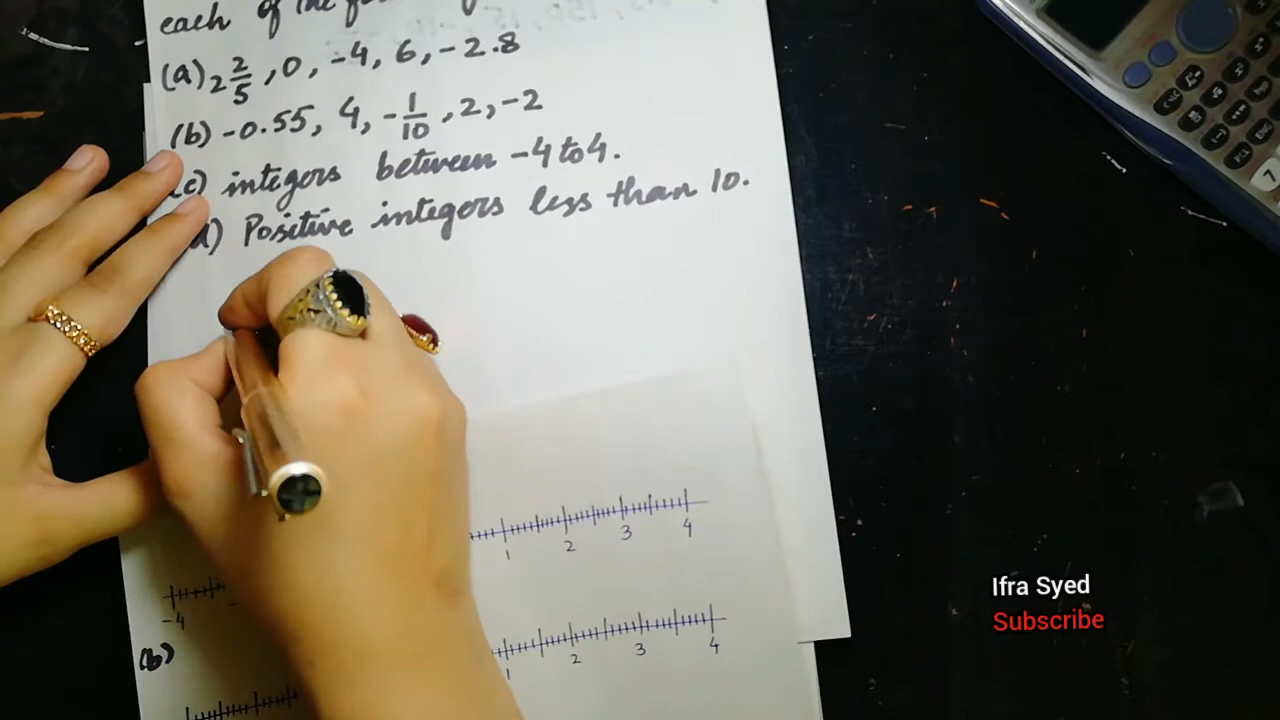 each of the
(a) 2 2/5, 0, -4, 6, -2.8
(b) -0.55, 4, -1/10, 2, -2
c) integers between -4 to 4.
d) Positive integers less than 10.
1 2 3 4
-4
1 2 3 4
(b)
7
Ifra Syed
Subscribe